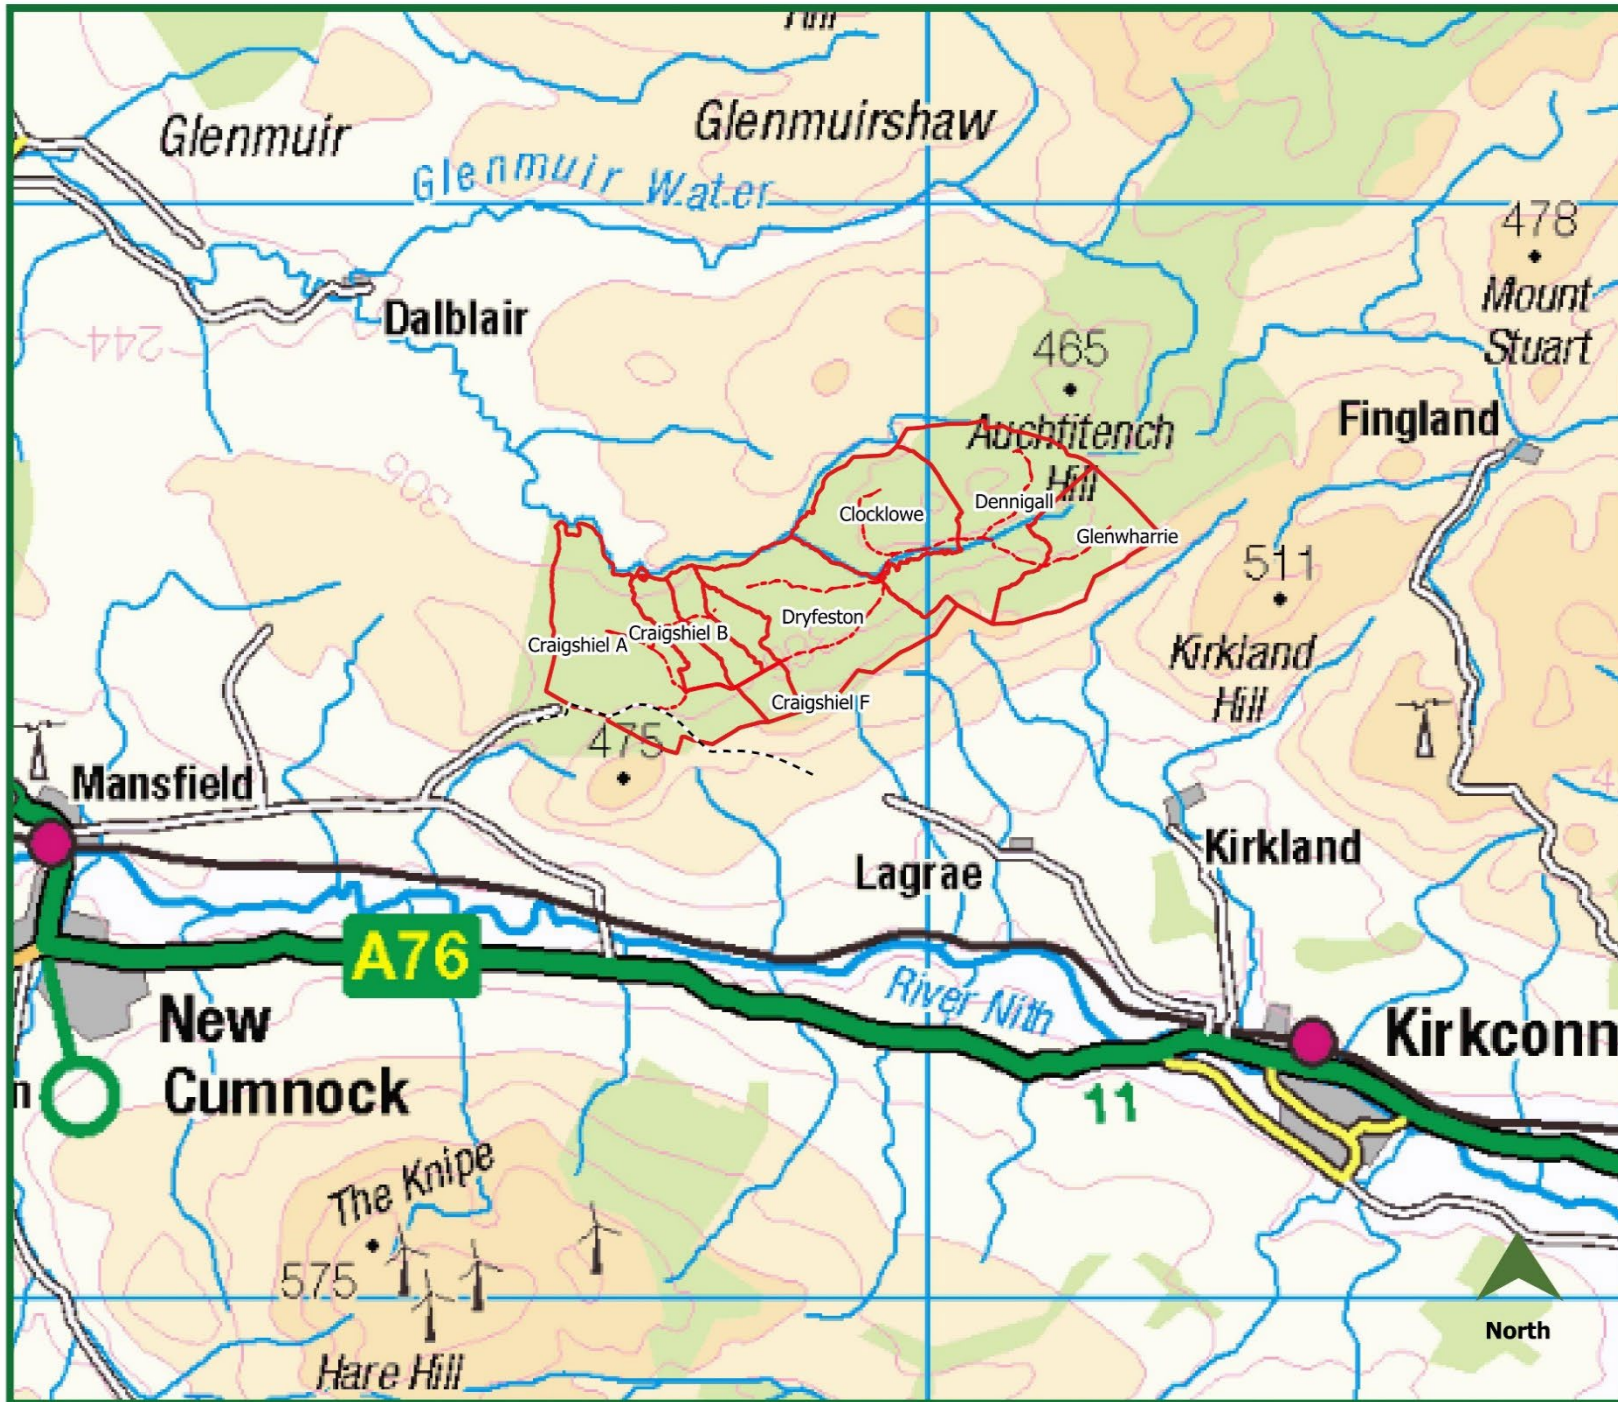 Hill
Glenmuir
Glenmuirshaw
Glenmuir Water
478
Mount
Stuart
Dalblair
244
465
Auchtitench
Hill
Fingland
305
Clocklowe
Dennigall
Glenwharrie
511
Kirkland
Hill
Craigshiel A
Craigshiel B
Dryfeston
Craigshiel F
475
Mansfield
Lagrae
Kirkland
A76
River Nith
New
Cumnock
Kirkconn
11
The Knipe
575
Hare Hill
North